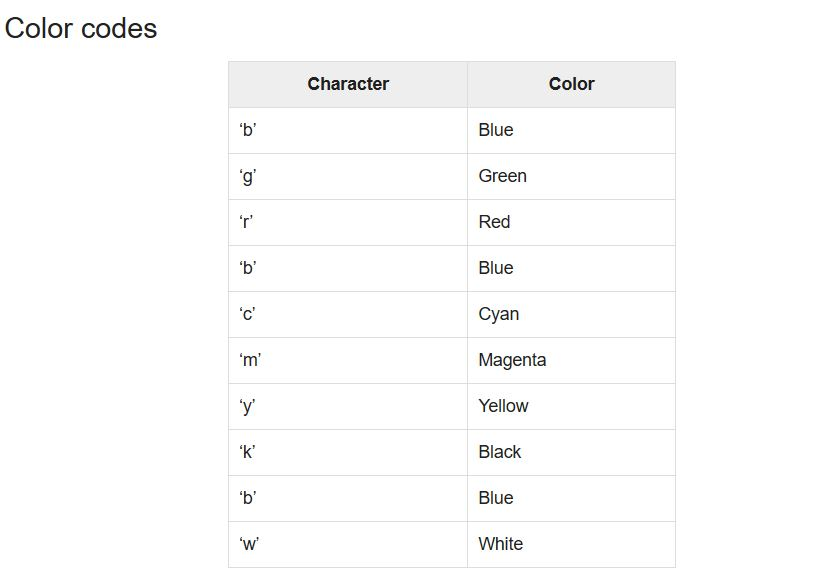 Color codes
Character Color
‘b’ Blue
‘g’ Green
‘r’ Red
‘b’ Blue
‘c’ Cyan
‘m’ Magenta
‘y’ Yellow
‘k’ Black
‘b’ Blue
‘w’ White